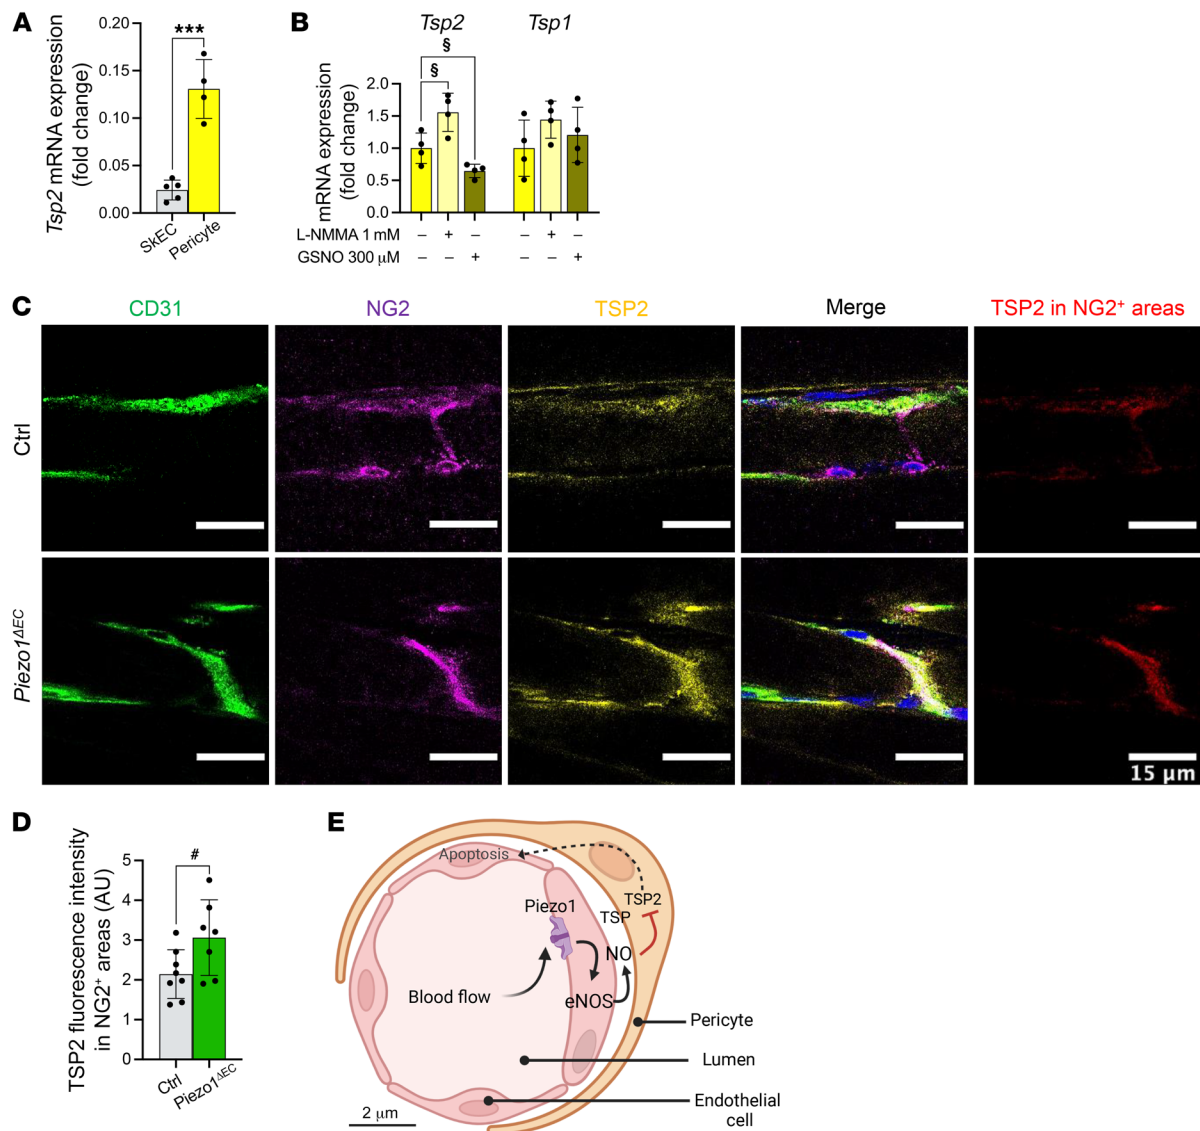 A
Tsp2 mRNA expression
(fold change)
0.20
0.15
0.10
0.05
0.00
***
SkEC
Pericyte
B
Tsp2
Tsp1
§
§
mRNA expression
(fold change)
2.0
1.5
1.0
0.5
0.0
L-NMMA 1 mM – + – – + –
GSNO 300 μM – – + – – +
C
CD31 NG2 TSP2 Merge TSP2 in NG2⁺ areas
Ctrl
Piezo1ΔEC
15 μm
D
TSP2 fluorescence intensity
in NG2⁺ areas (AU)
5
4
3
2
1
0
#
Ctrl
Piezo1ΔEC
E
Apoptosis
TSP2
Piezo1
TSP
NO
Blood flow
eNOS
Pericyte
Lumen
Endothelial
cell
2 μm